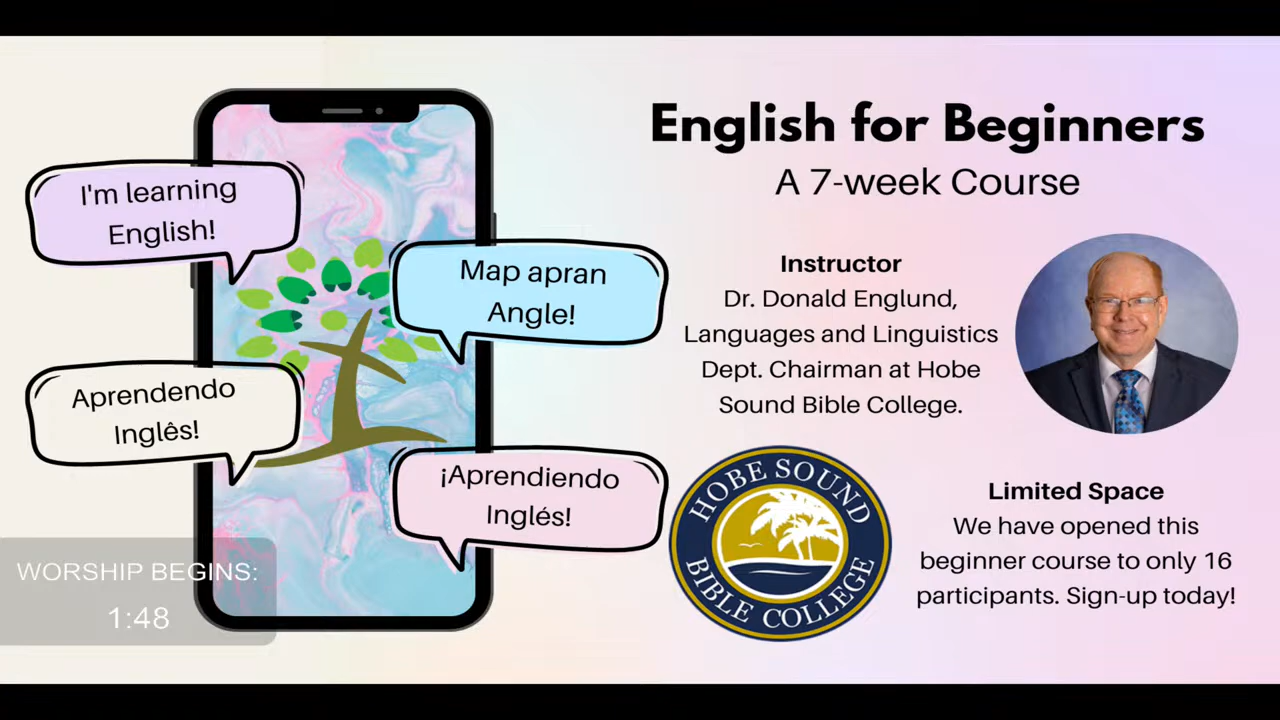 English for Beginners
A 7-week Course
I'm learning
English!
Map apran
Angle!
Aprendendo
Inglês!
¡Aprendiendo
Inglés!
Instructor
Dr. Donald Englund,
Languages and Linguistics
Dept. Chairman at Hobe
Sound Bible College.
HOBE SOUND
BIBLE COLLEGE
Limited Space
We have opened this
beginner course to only 16
participants. Sign-up today!
WORSHIP BEGINS:
1:48